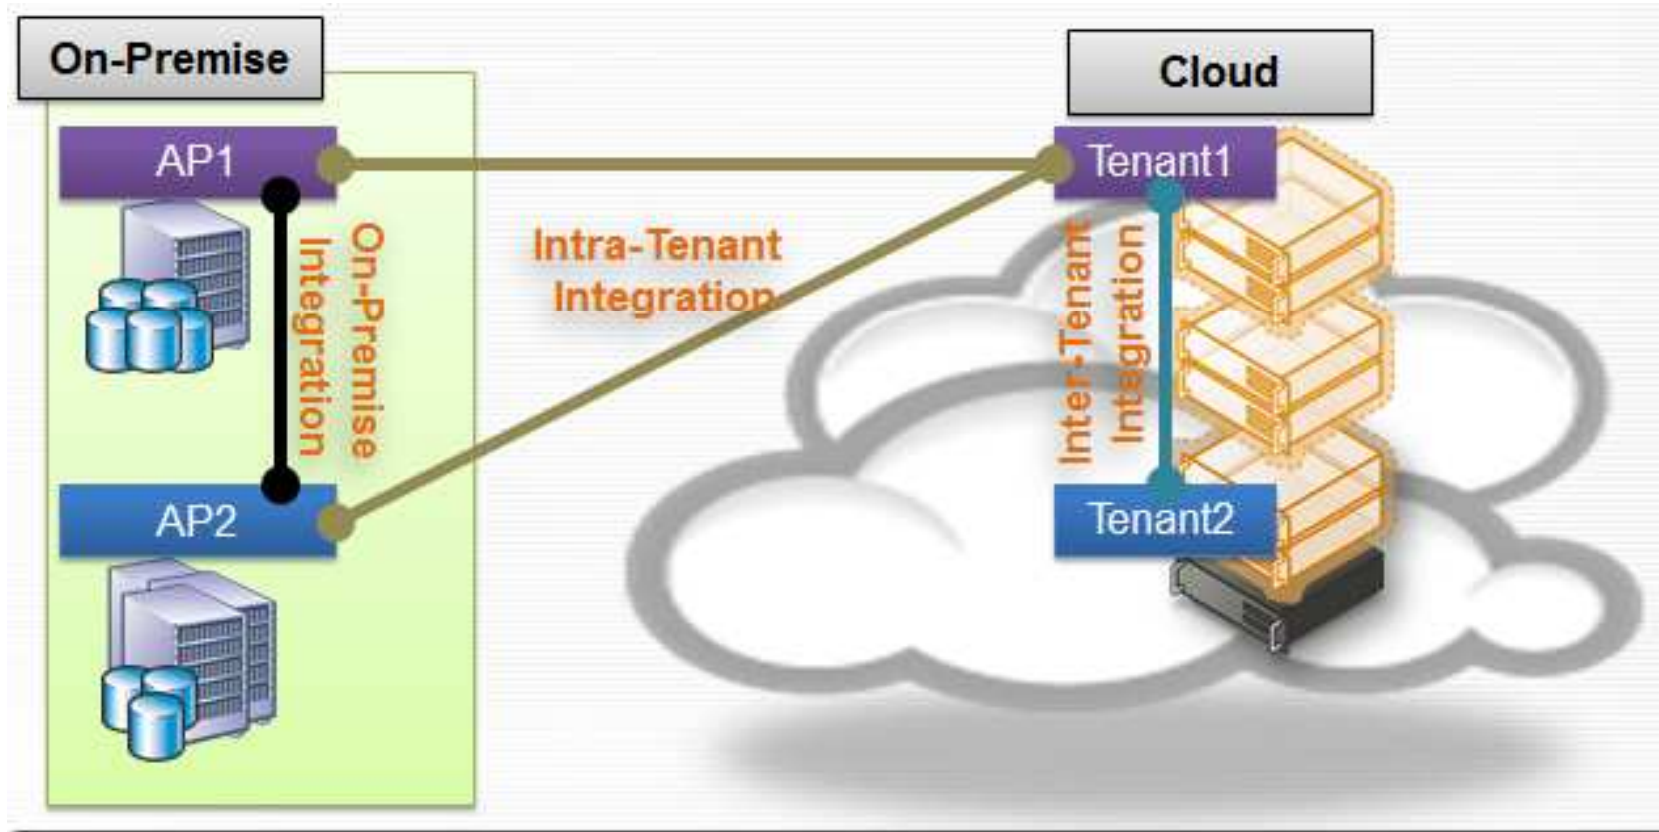 On-Premise
Cloud
AP1
Tenant1
On-Premise
Integration
Intra-Tenant
Integration
Inter-Tenant
Integration
AP2
Tenant2